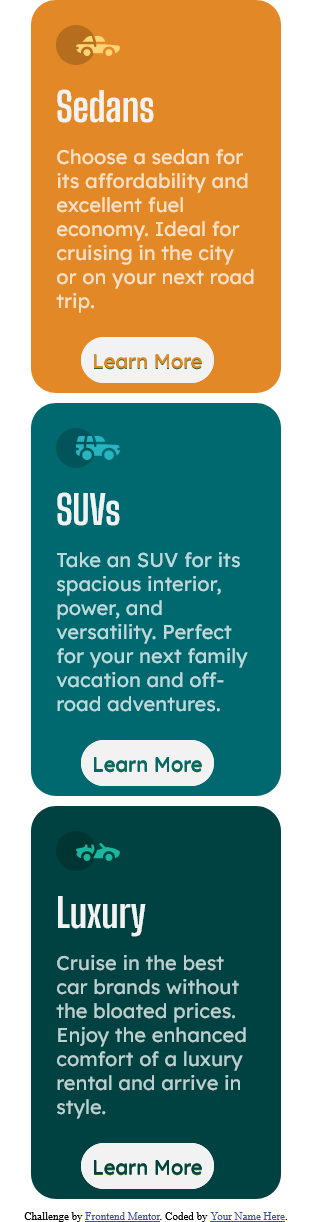 Sedans
Choose a sedan for
its affordability and
excellent fuel
economy. Ideal for
cruising in the city
or on your next road
trip.
Learn More
SUVs
Take an SUV for its
spacious interior,
power, and
versatility. Perfect
for your next family
vacation and off-
road adventures.
Learn More
Luxury
Cruise in the best
car brands without
the bloated prices.
Enjoy the enhanced
comfort of a luxury
rental and arrive in
style.
Learn More
Challenge by Frontend Mentor. Coded by Your Name Here.